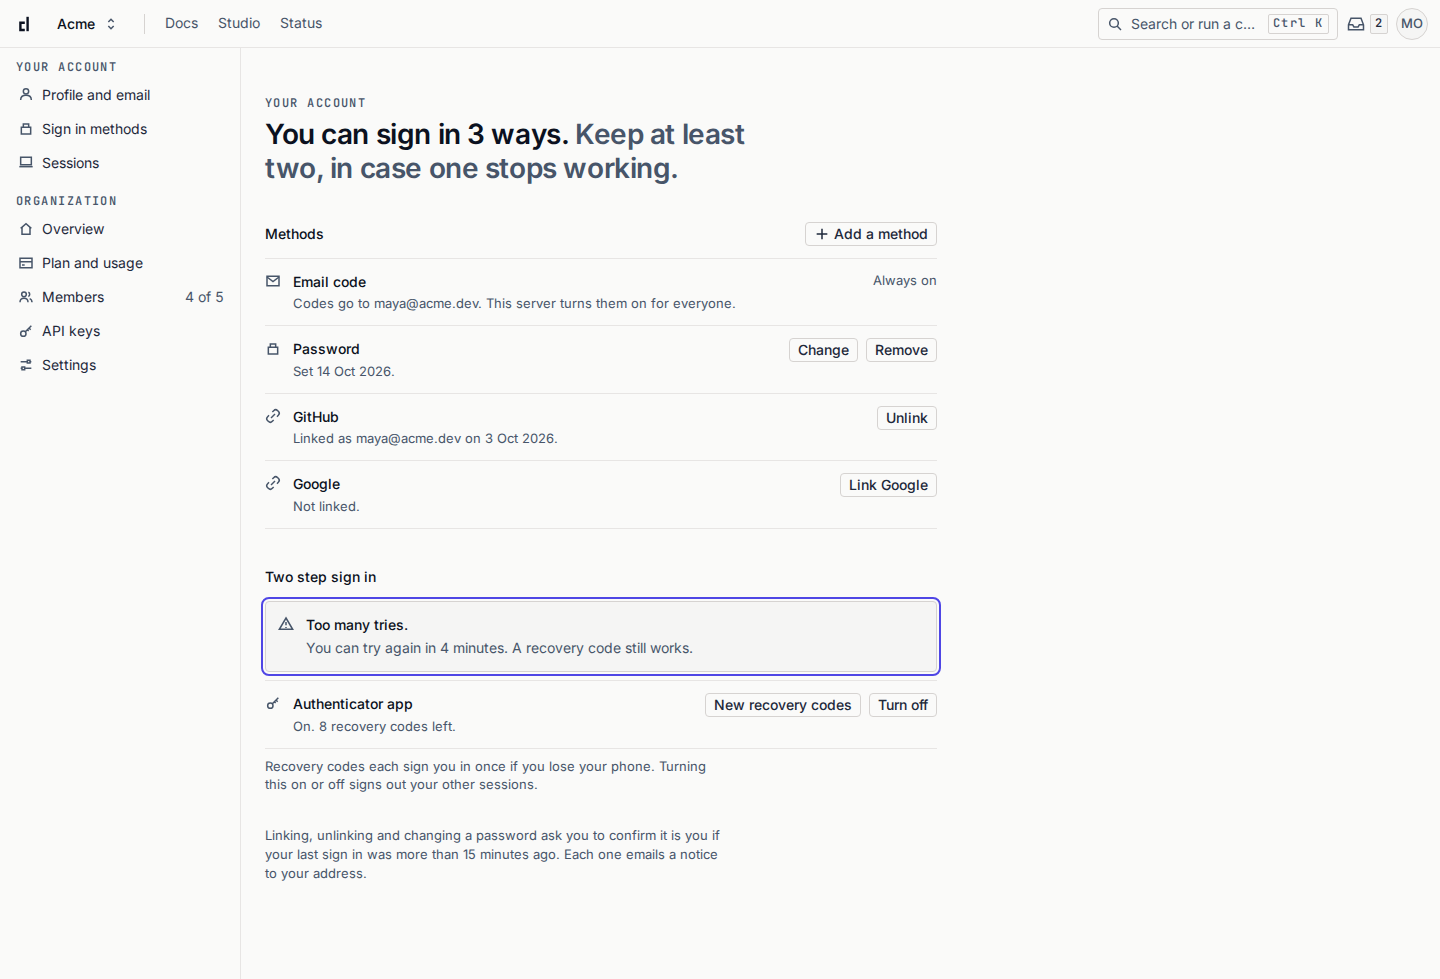 Acme
Docs
Studio
Status
Search or run a c...
Ctrl K
2
MO
YOUR ACCOUNT
Profile and email
Sign in methods
Sessions
ORGANIZATION
Overview
Plan and usage
Members 4 of 5
API keys
Settings
YOUR ACCOUNT
You can sign in 3 ways. Keep at least
two, in case one stops working.
Methods
Add a method
Email code
Always on
Codes go to maya@acme.dev. This server turns them on for everyone.
Password
Change
Remove
Set 14 Oct 2026.
GitHub
Unlink
Linked as maya@acme.dev on 3 Oct 2026.
Google
Link Google
Not linked.
Two step sign in
Too many tries.
You can try again in 4 minutes. A recovery code still works.
Authenticator app
New recovery codes
Turn off
On. 8 recovery codes left.
Recovery codes each sign you in once if you lose your phone. Turning
this on or off signs out your other sessions.
Linking, unlinking and changing a password ask you to confirm it is you if
your last sign in was more than 15 minutes ago. Each one emails a notice
to your address.